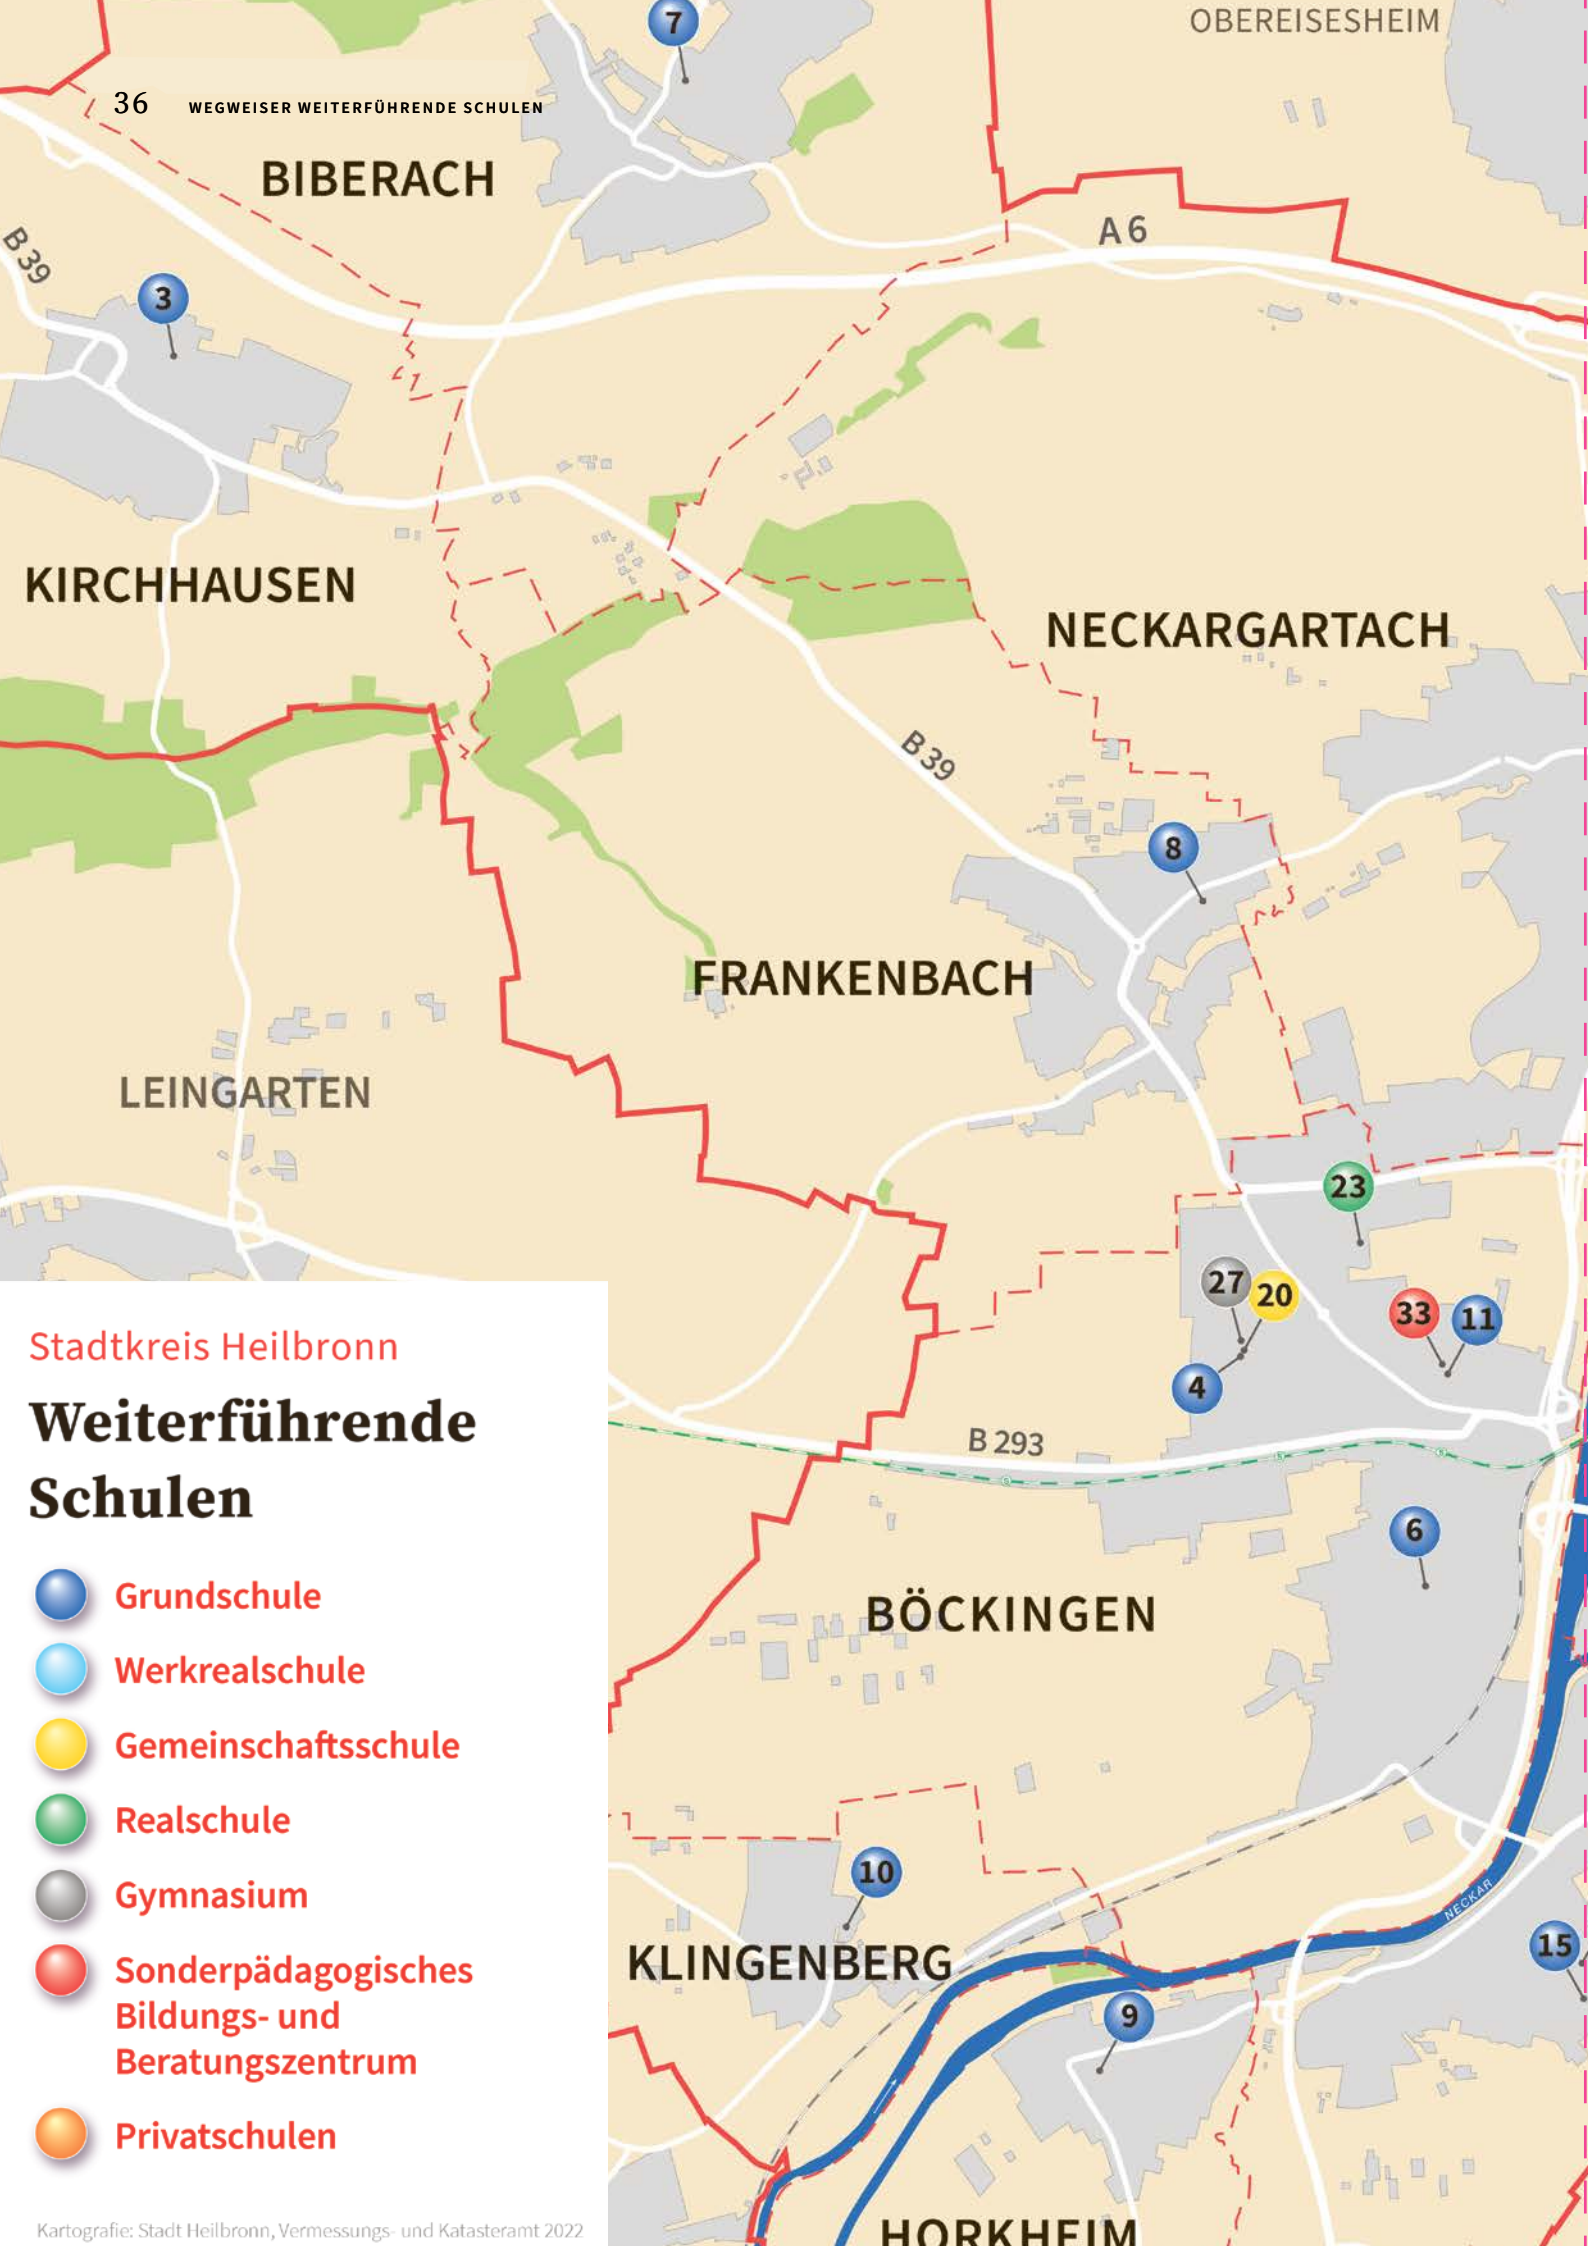 7
OBEREISESHEIM
36 WEGWEISER WEITERFÜHRENDE SCHULEN
BIBERACH
A 6
B 39
3
KIRCHHAUSEN
NECKARGARTACH
B 39
8
FRANKENBACH
LEINGARTEN
23
27
20
33
11
4
B 293
6
BÖCKINGEN
10
NECKAR
15
KLINGENBERG
9
HORKHEIM
Stadtkreis Heilbronn
Weiterführende
Schulen
Grundschule
Werkrealschule
Gemeinschaftsschule
Realschule
Gymnasium
Sonderpädagogisches
Bildungs- und
Beratungszentrum
Privatschulen
Kartografie: Stadt Heilbronn, Vermessungs- und Katasteramt 2022